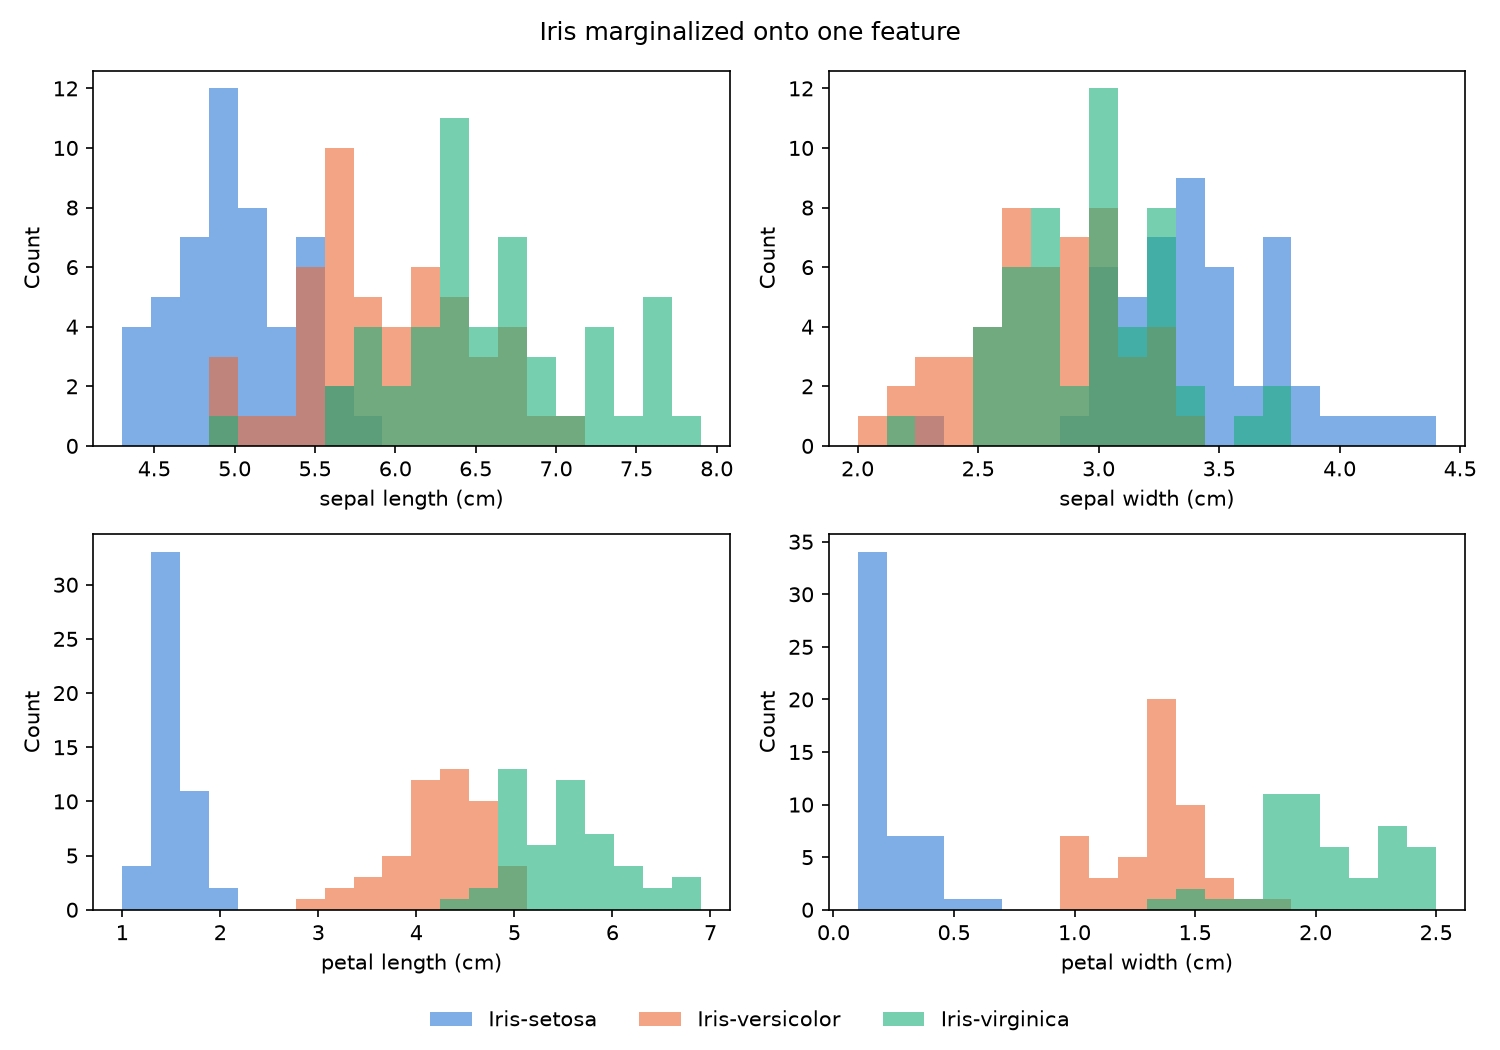 Iris marginalized onto one feature
Count
12
10
8
6
4
2
0
4.5 5.0 5.5 6.0 6.5 7.0 7.5 8.0
sepal length (cm)
Count
12
10
8
6
4
2
0
2.0 2.5 3.0 3.5 4.0 4.5
sepal width (cm)
Count
30
25
20
15
10
5
0
1 2 3 4 5 6 7
petal length (cm)
Count
35
30
25
20
15
10
5
0
0.0 0.5 1.0 1.5 2.0 2.5
petal width (cm)
Iris-setosa Iris-versicolor Iris-virginica